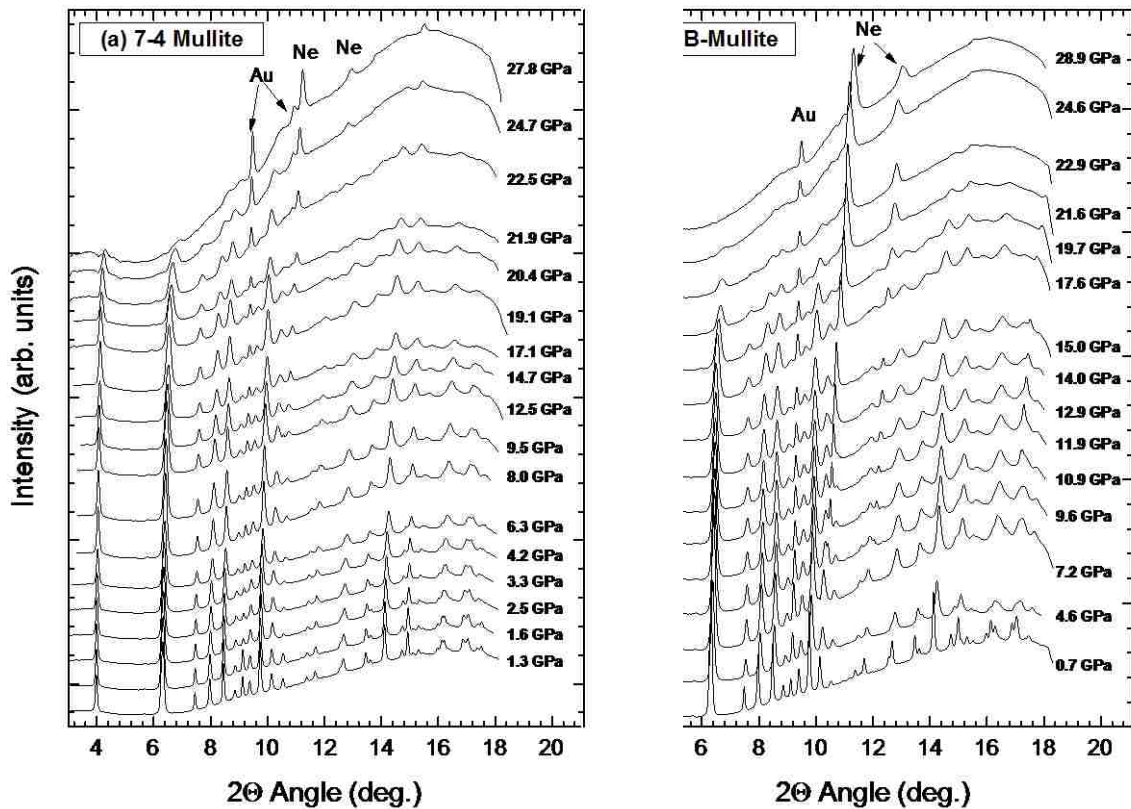 (a) 7-4 Mullite
Ne
Ne
Au
27.8 GPa
24.7 GPa
22.5 GPa
21.9 GPa
20.4 GPa
19.1 GPa
17.1 GPa
14.7 GPa
12.5 GPa
9.5 GPa
8.0 GPa
6.3 GPa
4.2 GPa
3.3 GPa
2.5 GPa
1.6 GPa
1.3 GPa
Intensity (arb. units)
4 6 8 10 12 14 16 18 20
2Θ Angle (deg.)
B-Mullite
Ne
Au
28.9 GPa
24.6 GPa
22.9 GPa
21.6 GPa
19.7 GPa
17.6 GPa
15.0 GPa
14.0 GPa
12.9 GPa
11.9 GPa
10.9 GPa
9.6 GPa
7.2 GPa
4.6 GPa
0.7 GPa
6 8 10 12 14 16 18 20
2Θ Angle (deg.)